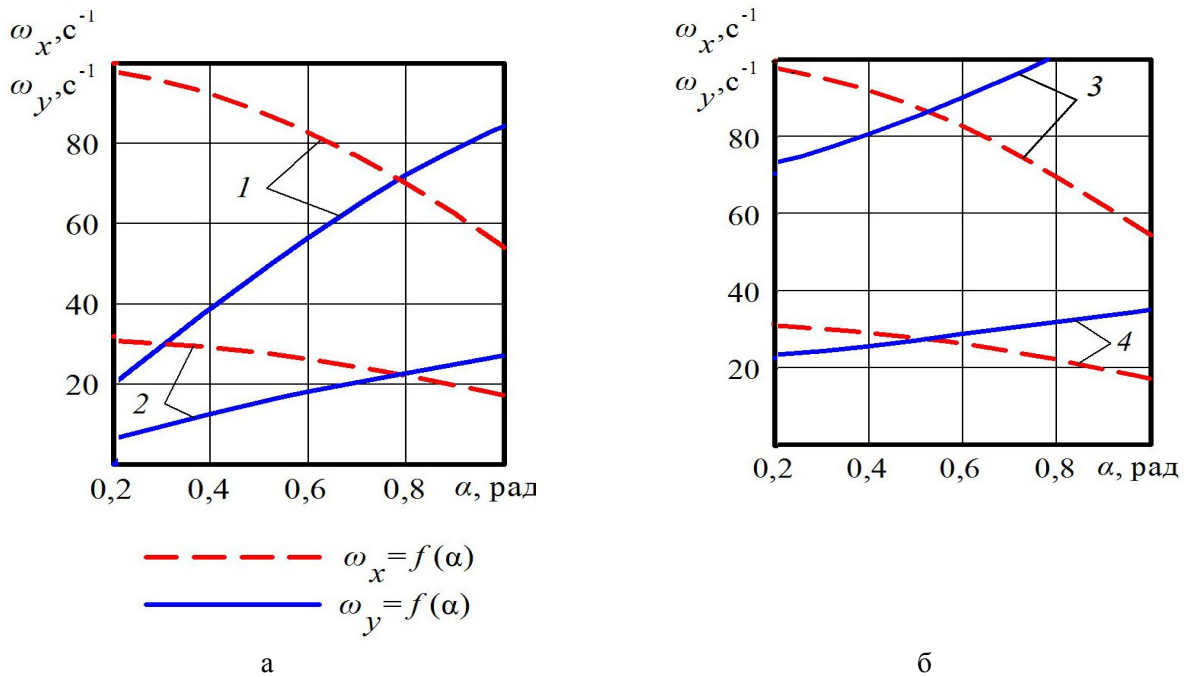 ω_x, с⁻¹
ω_y, с⁻¹
80
60
40
20
0,2 0,4 0,6 0,8 α, рад
1
2
ω_x, с⁻¹
ω_y, с⁻¹
80
60
40
20
0,2 0,4 0,6 0,8 α, рад
3
4
ω_x=f(α)
ω_y=f(α)
а б